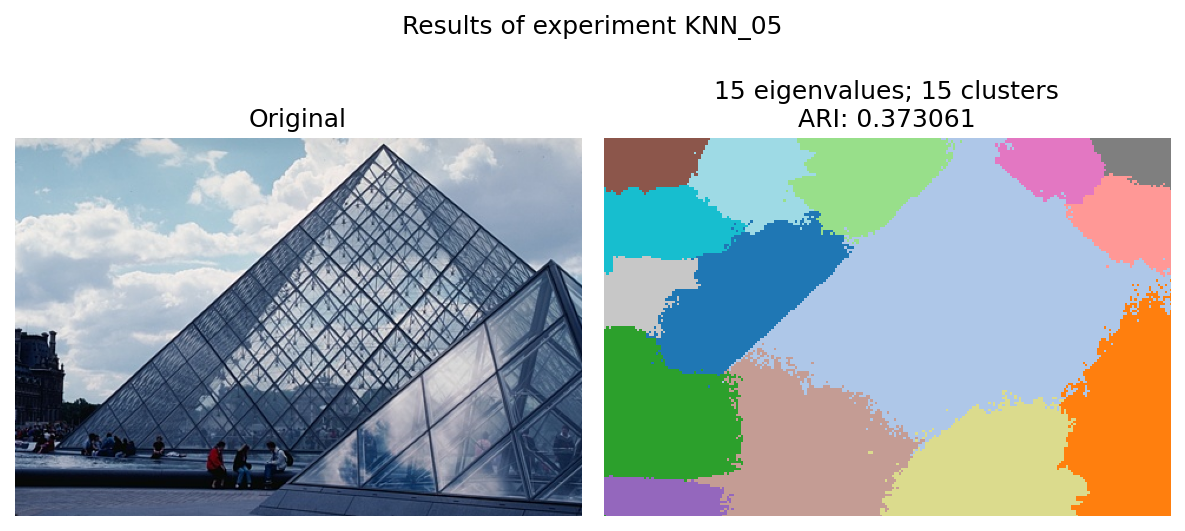 Results of experiment KNN_05
Original
15 eigenvalues; 15 clusters
ARI: 0.373061